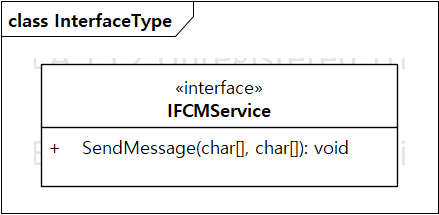 class InterfaceType
«interface»
IFCMService
+ SendMessage(char[], char[]): void